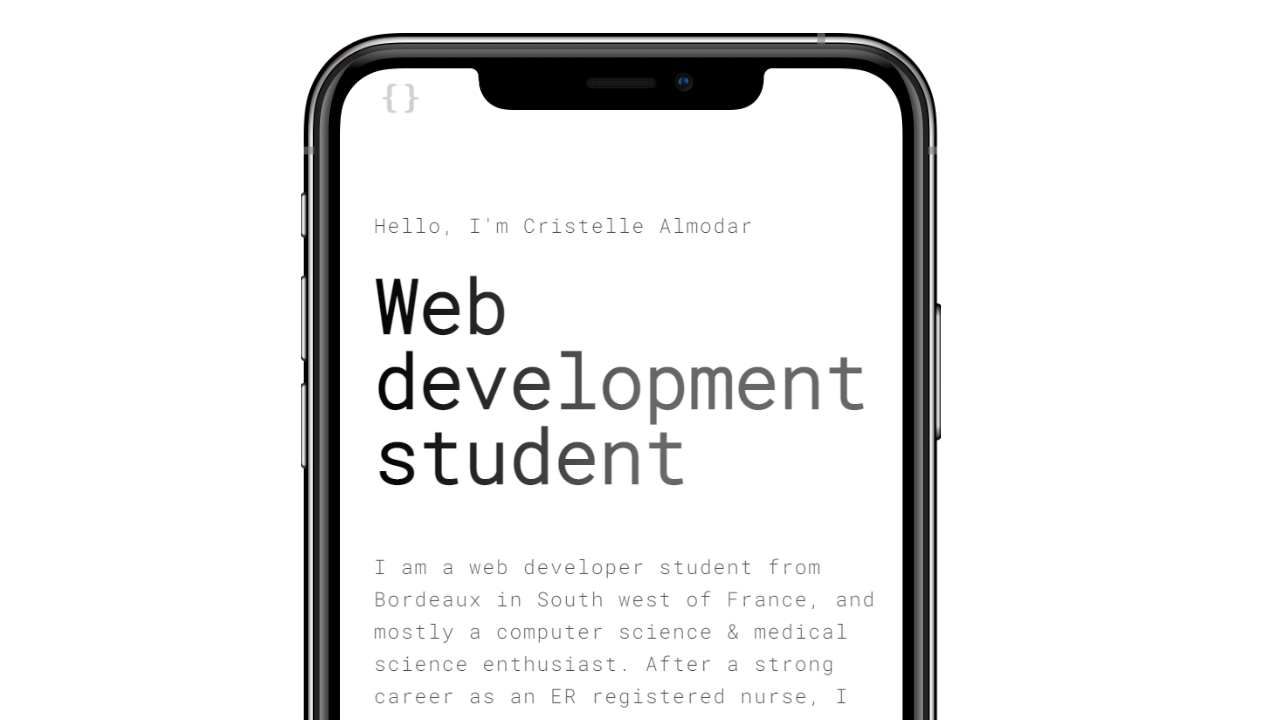 {}
Hello, I'm Cristelle Almodar
Web
development
student
I am a web developer student from
Bordeaux in South west of France, and
mostly a computer science & medical
science enthusiast. After a strong
career as an ER registered nurse, I